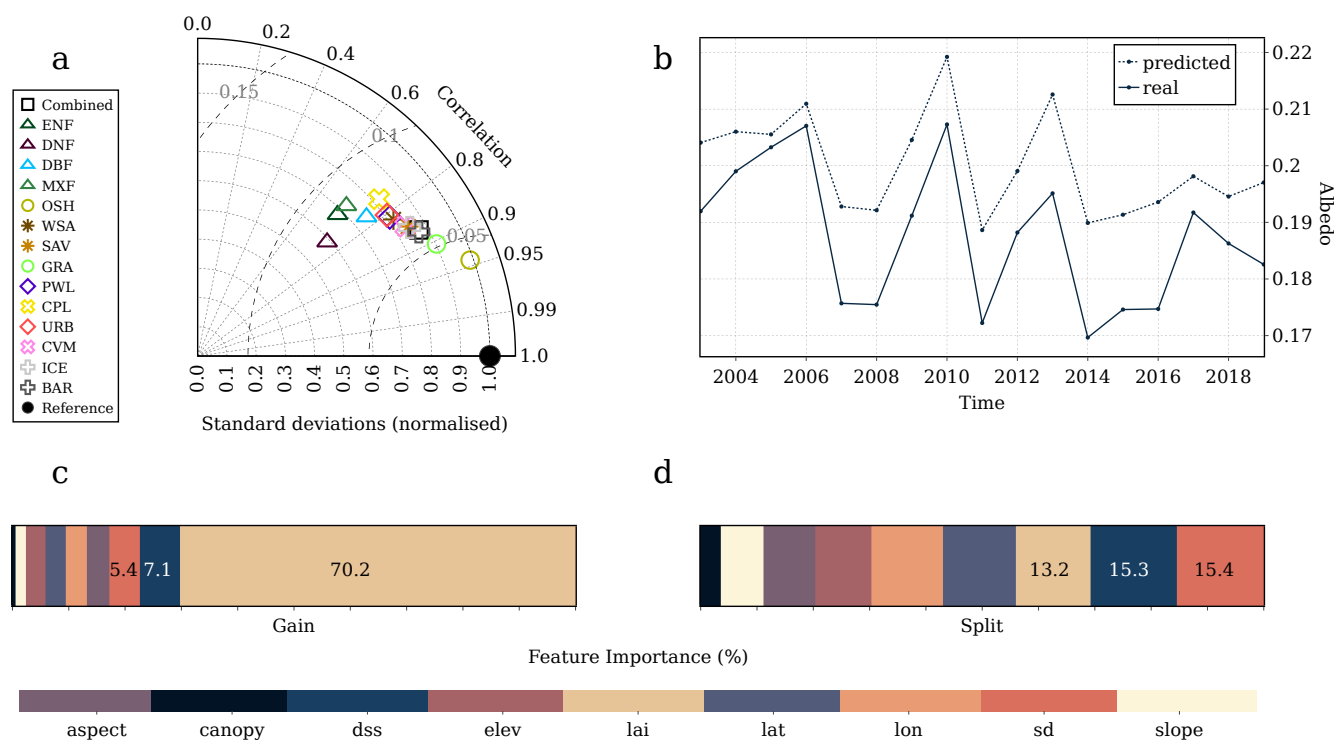 a
0.0
0.2
0.4
0.6
0.8
0.9
0.95
0.99
1.0
Correlation
0.15
0.1
0.05
0.0
0.1
0.2
0.3
0.4
0.5
0.6
0.7
0.8
0.9
1.0
Standard deviations (normalised)
Combined
ENF
DNF
DBF
MXF
OSH
WSA
SAV
GRA
PWL
CPL
URB
CVM
ICE
BAR
Reference
b
predicted
real
0.22
0.21
0.2
0.19
0.18
0.17
Albedo
2004
2006
2008
2010
2012
2014
2016
2018
Time
c
5.4
7.1
70.2
Gain
d
13.2
15.3
15.4
Split
Feature Importance (%)
aspect
canopy
dss
elev
lai
lat
lon
sd
slope